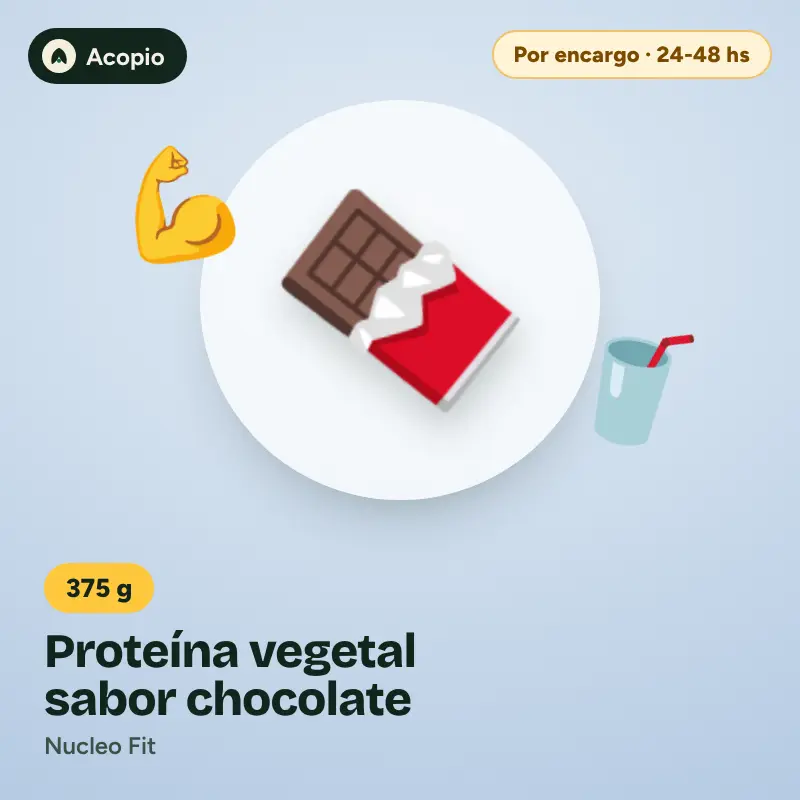 Acopio
Por encargo · 24-48 hs
375 g
Proteína vegetal
sabor chocolate
Nucleo Fit